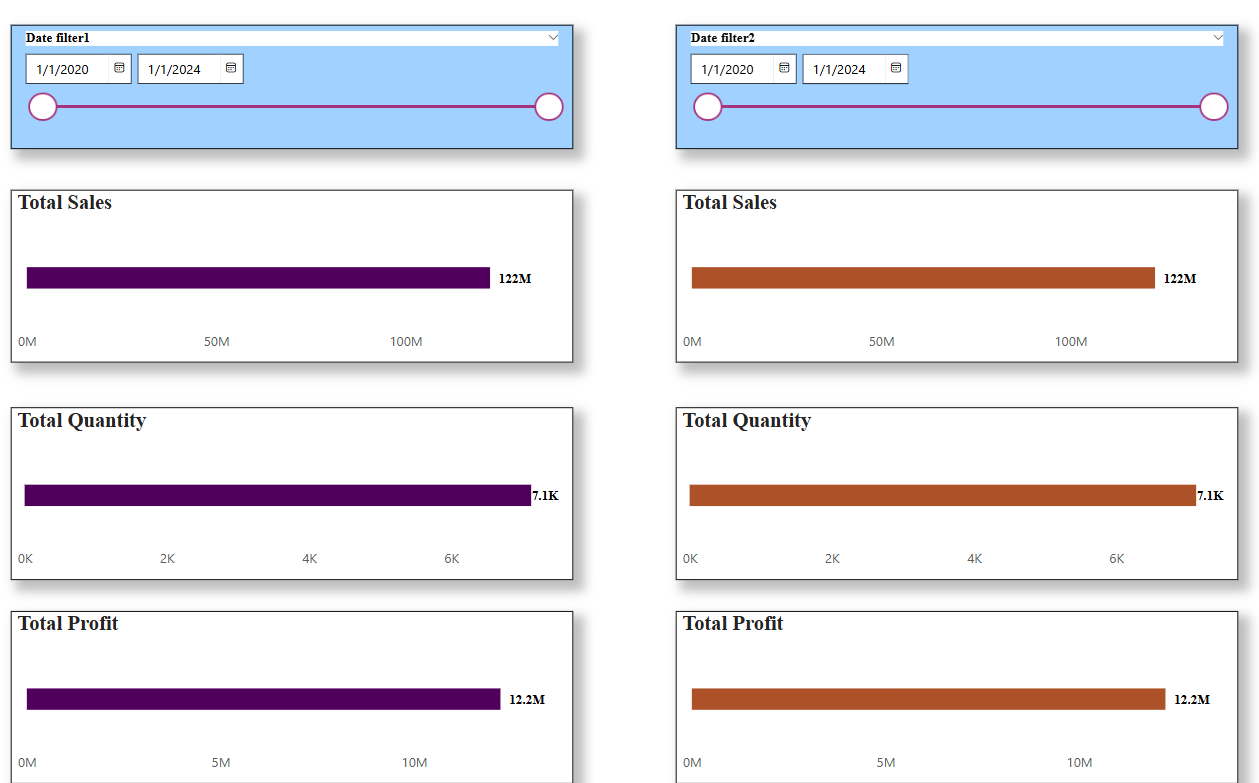 Date filter1
1/1/2020 1/1/2024
Total Sales
122M
0M 50M 100M
Total Quantity
7.1K
0K 2K 4K 6K
Total Profit
12.2M
0M 5M 10M
Date filter2
1/1/2020 1/1/2024
Total Sales
122M
0M 50M 100M
Total Quantity
7.1K
0K 2K 4K 6K
Total Profit
12.2M
0M 5M 10M